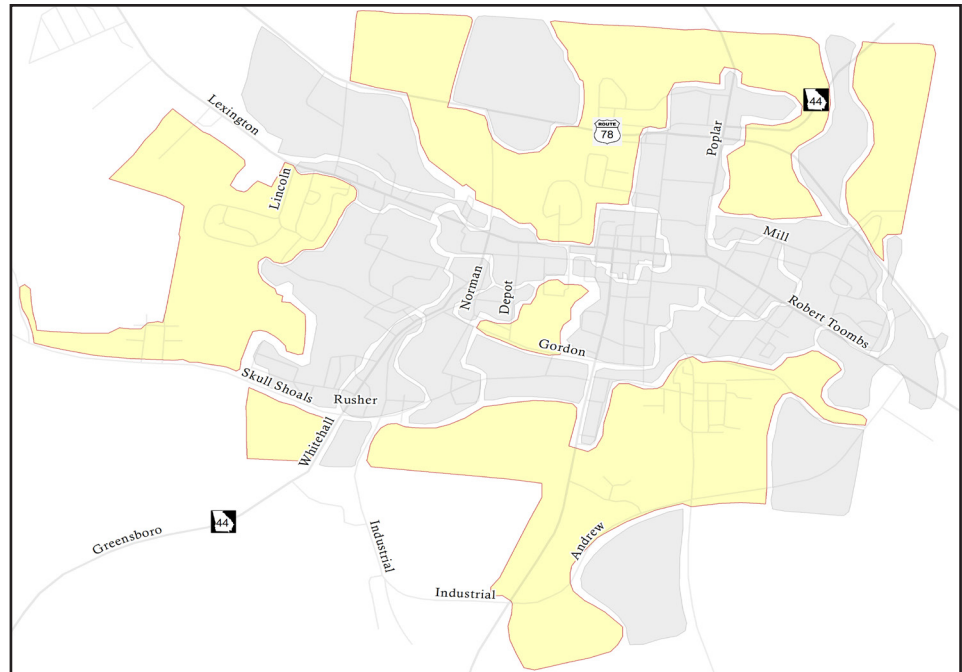 44
Lexington
ROUTE
78
Poplar
Lincoln
Mill
Norman
Depot
Robert Toombs
Gordon
Skull Shoals
Rusher
Whitehall
44
Greensboro
Industrial
Andrew
Industrial